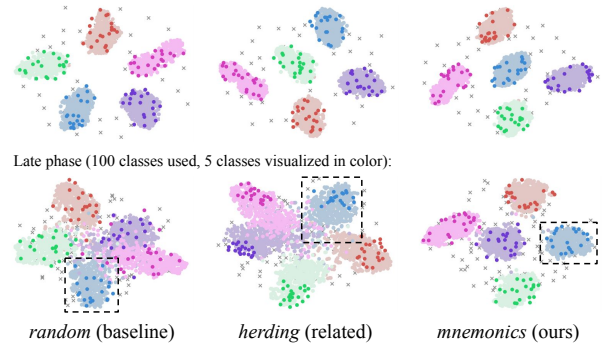 Late phase (100 classes used, 5 classes visualized in color):
random (baseline) herding (related) mnemonics (ours)